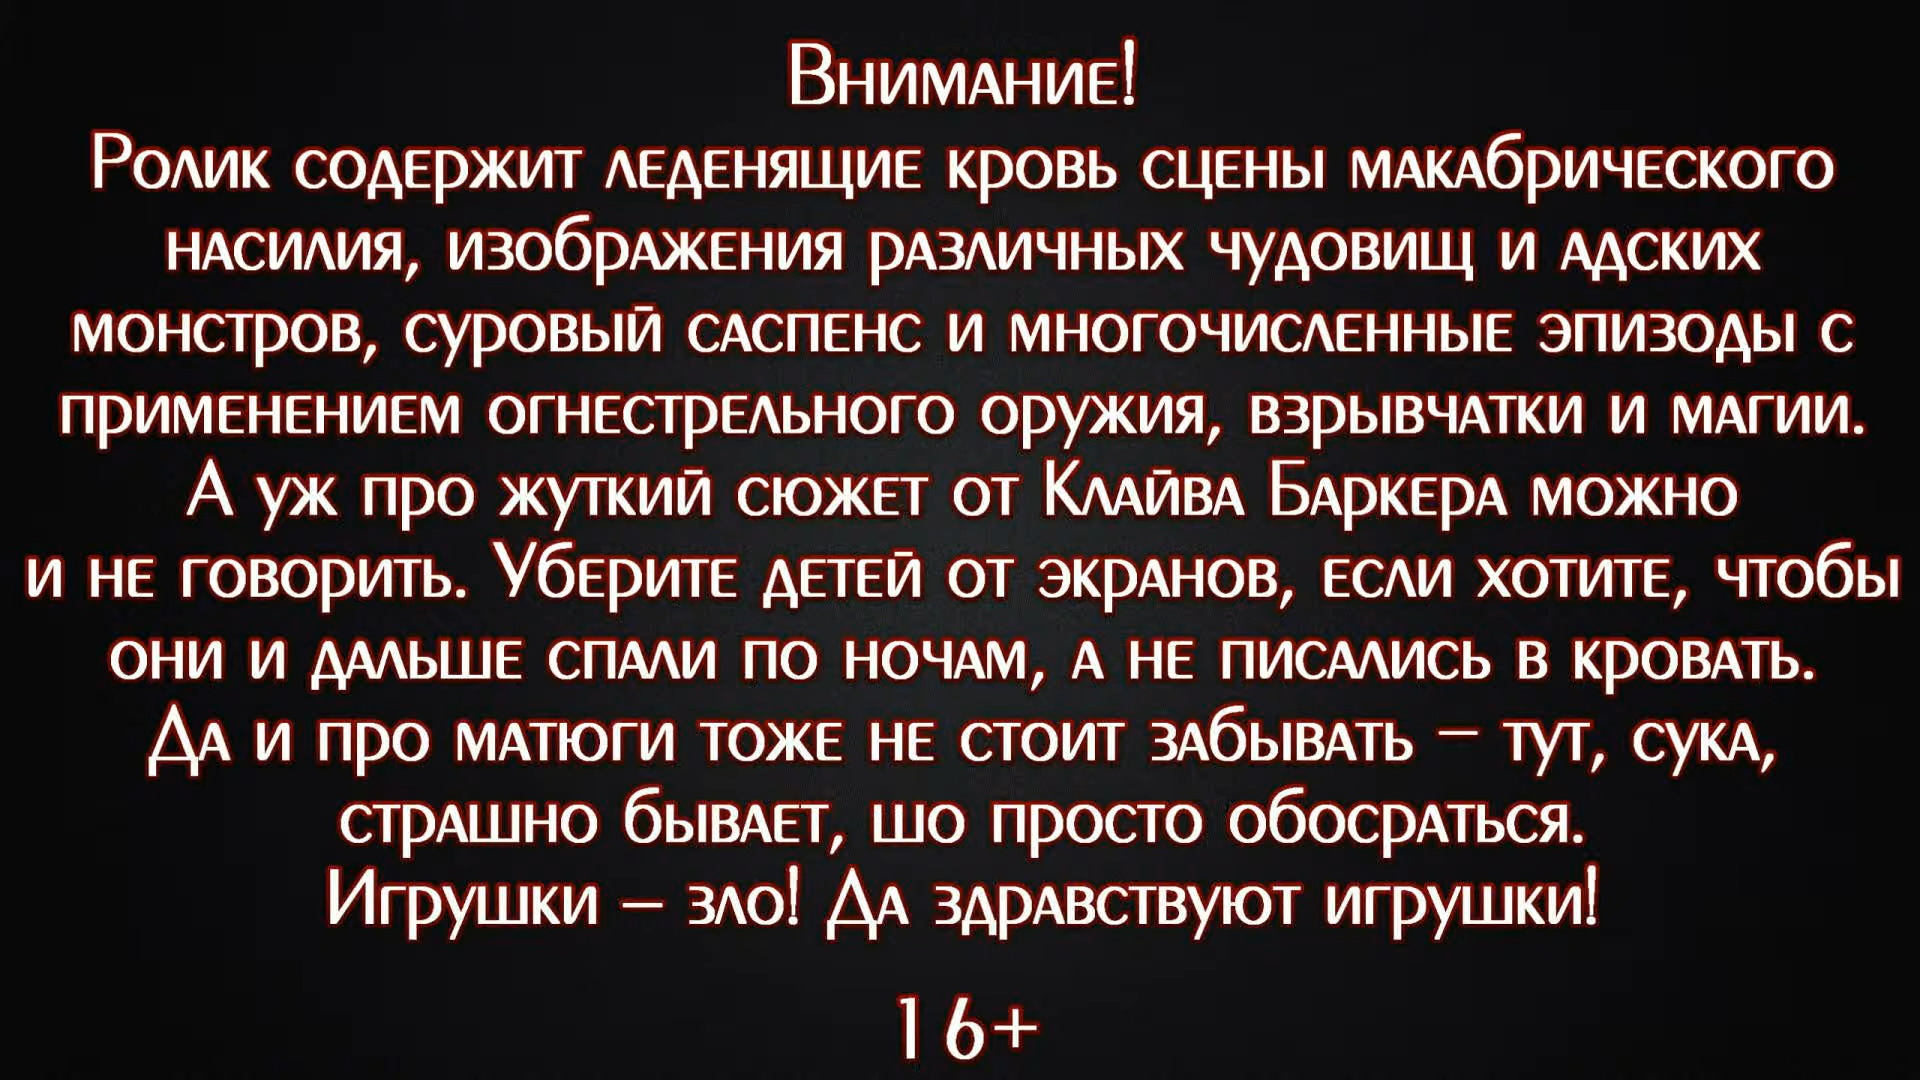 Внимание!
Ролик содержит леденящие кровь сцены макабрического
насилия, изображения различных чудовищ и адских
монстров, суровый саспенс и многочисленные эпизоды с
применением огнестрельного оружия, взрывчатки и магии.
А уж про жуткий сюжет от Клайва Баркера можно
и не говорить. Уберите детей от экранов, если хотите, чтобы
они и дальше спали по ночам, а не писались в кровать.
Да и про матюги тоже не стоит забывать – тут, сука,
страшно бывает, шо просто обосраться.
Игрушки – зло! Да здравствуют игрушки!
16+